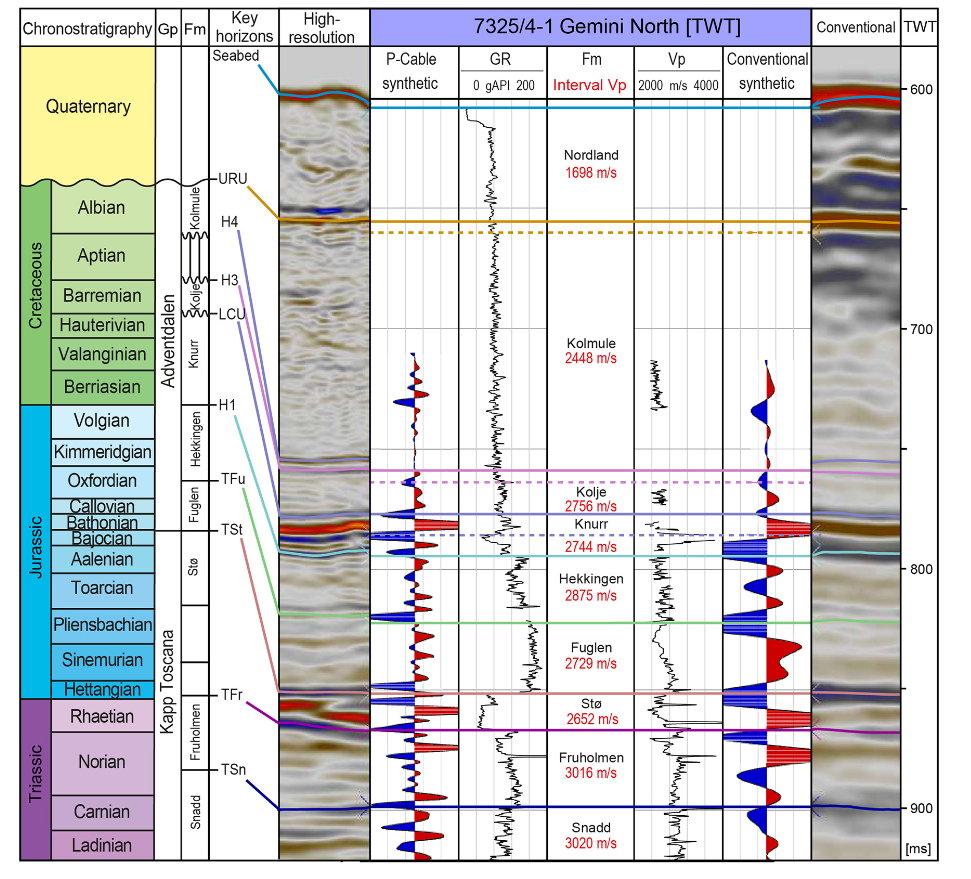 Chronostratigraphy
Gp
Fm
Key
horizons
High-
resolution
7325/4-1 Gemini North [TWT]
Conventional
TWT
P-Cable
synthetic
GR
0 gAPI 200
Fm
Interval Vp
Vp
2000 m/s 4000
Conventional
synthetic
Quaternary
Cretaceous
Albian
Aptian
Barremian
Hauterivian
Valanginian
Berriasian
Jurassic
Volgian
Kimmeridgian
Oxfordian
Callovian
Bathonian
Bajocian
Aalenian
Toarcian
Pliensbachian
Sinemurian
Hettangian
Triassic
Rhaetian
Norian
Carnian
Ladinian
Adventdalen
Kapp Toscana
Kolmule
Kolje
Knurr
Hekkingen
Fuglen
Stø
Fruholmen
Snadd
Seabed
URU
H4
H3
LCU
H1
TFu
TSt
TFr
TSn
Nordland
1698 m/s
Kolmule
2448 m/s
Kolje
2756 m/s
Knurr
2744 m/s
Hekkingen
2875 m/s
Fuglen
2729 m/s
Stø
2652 m/s
Fruholmen
3016 m/s
Snadd
3020 m/s
600
700
800
900
[ms]